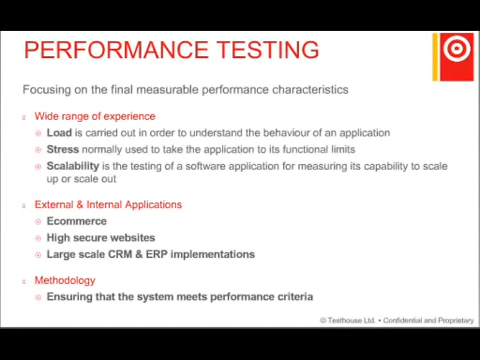 PERFORMANCE TESTING
Focusing on the final measurable performance characteristics
Wide range of experience
Load is carried out in order to understand the behaviour of an application
Stress normally used to take the application to its functional limits
Scalability is the testing of a software application for measuring its capability to scale
up or scale out
External & Internal Applications
Ecommerce
High secure websites
Large scale CRM & ERP implementations
Methodology
Ensuring that the system meets performance criteria
© Testhouse Ltd. • Confidential and Proprietary